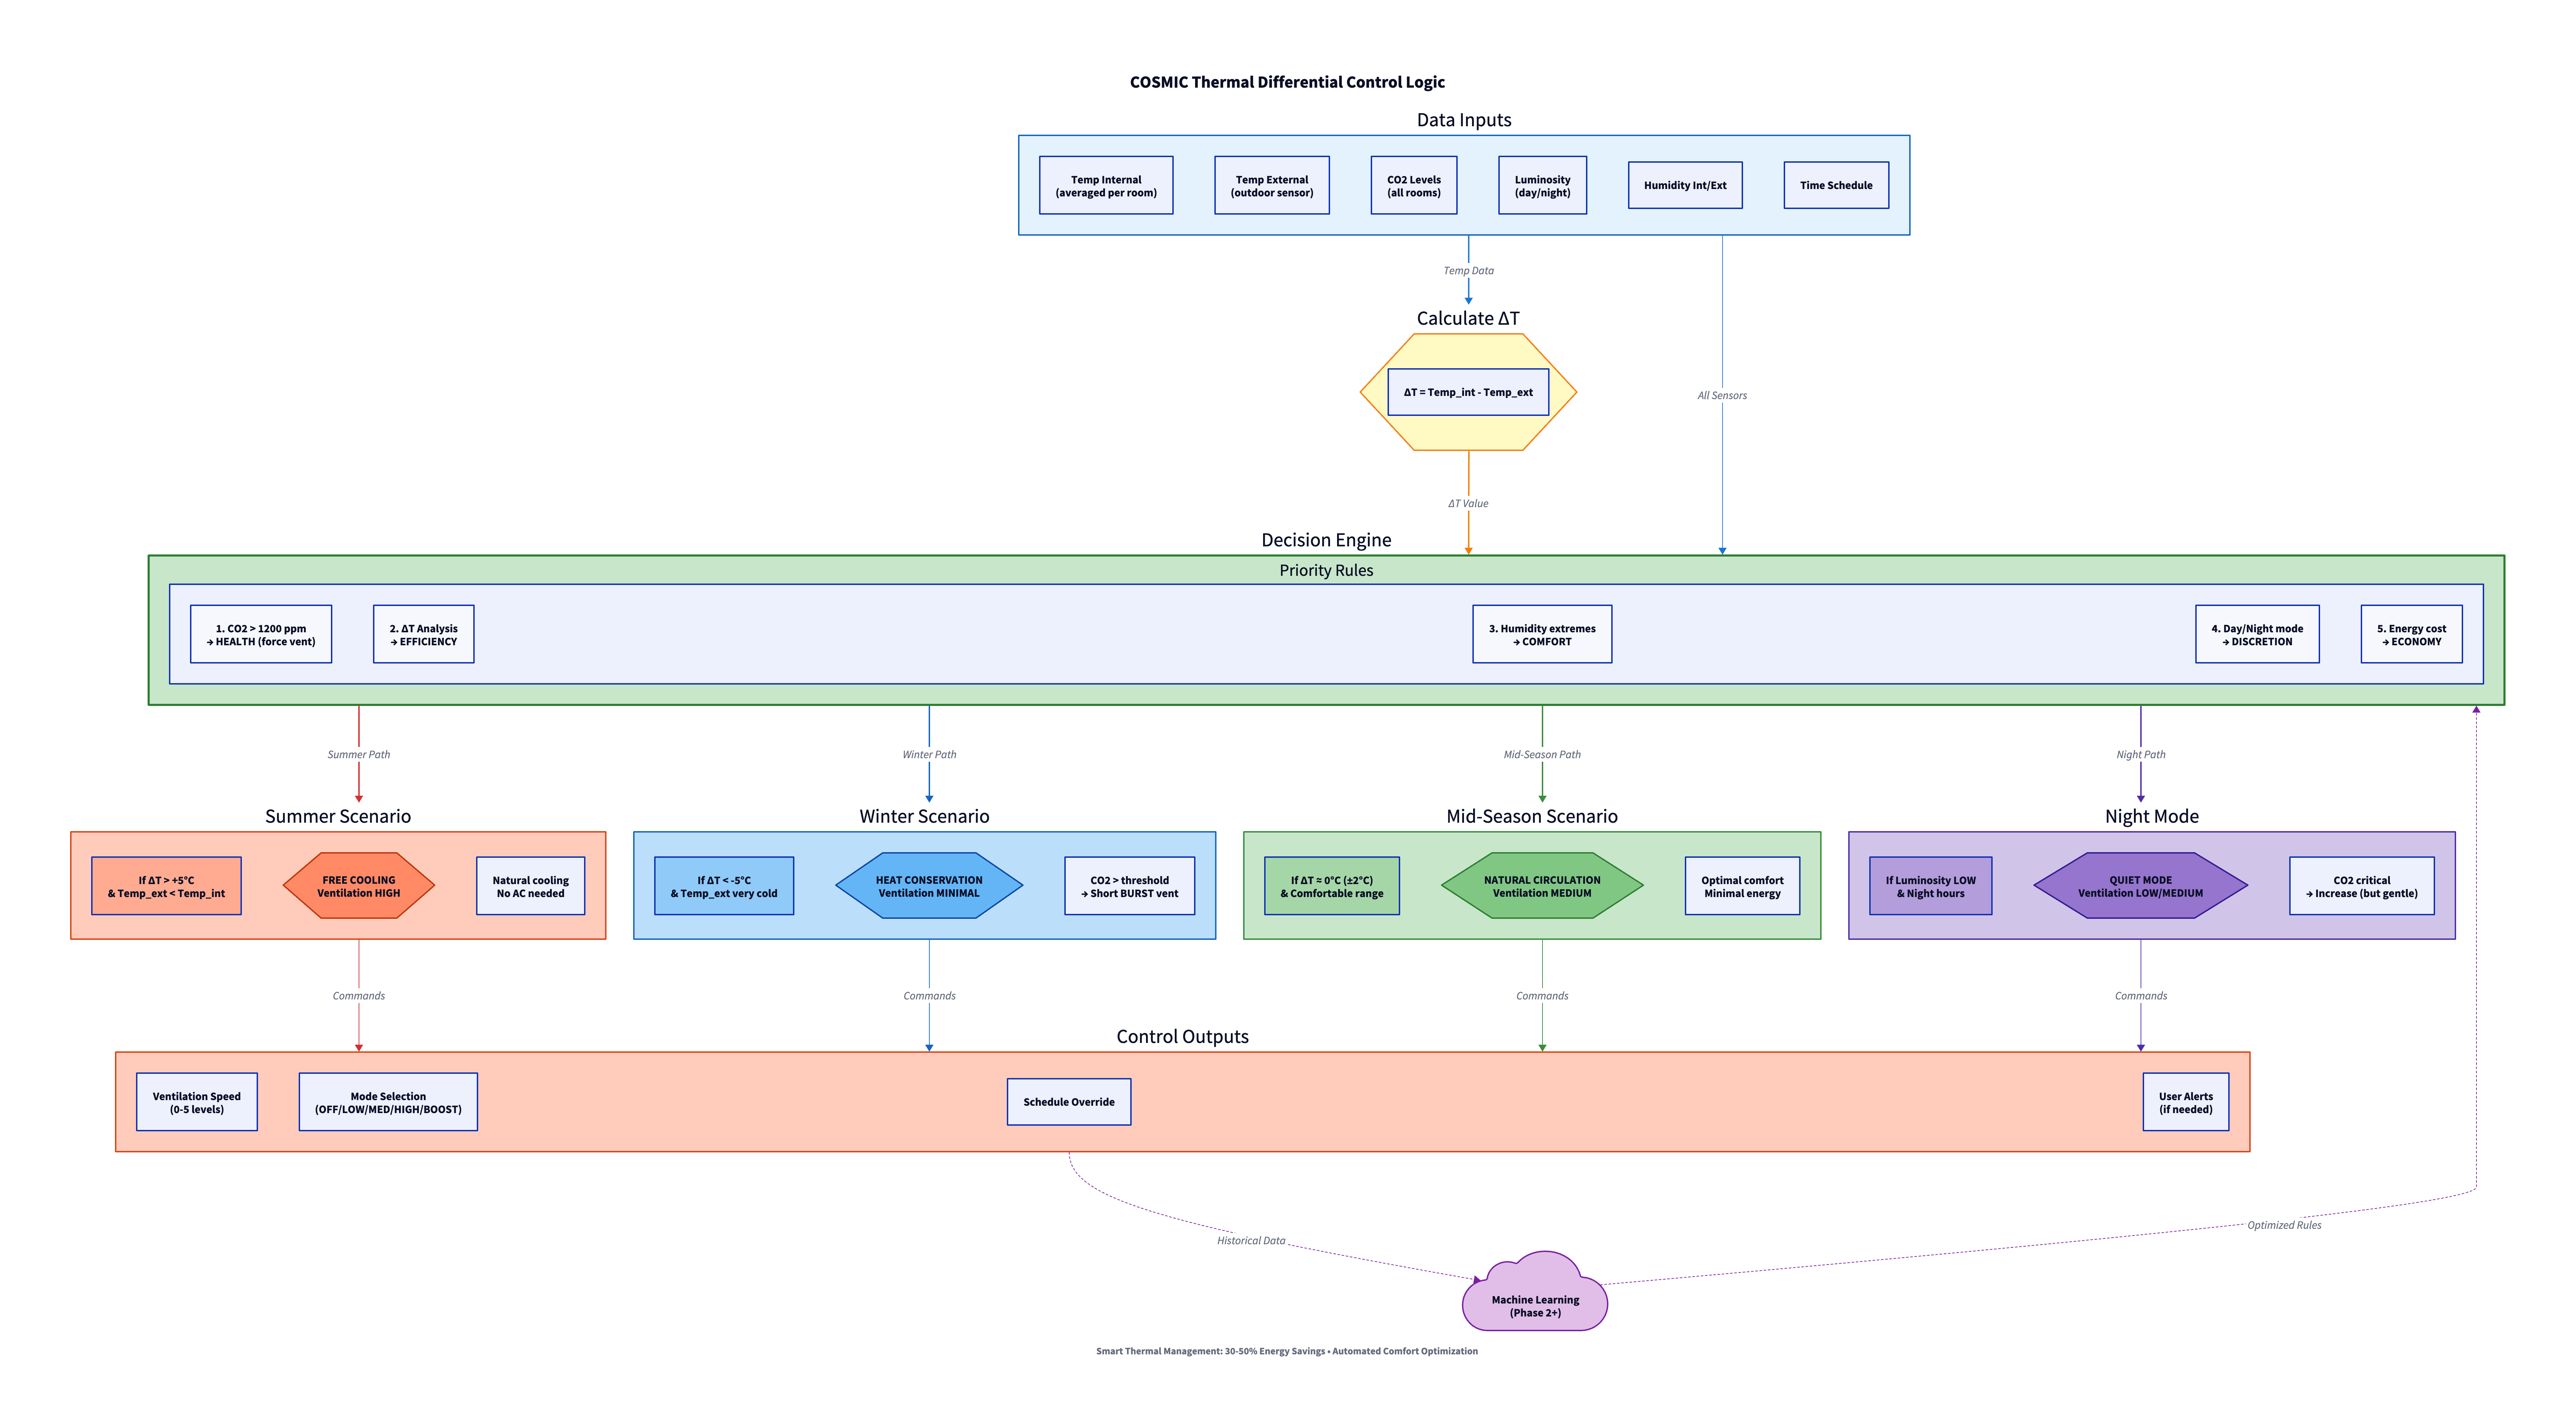 COSMIC Thermal Differential Control Logic
Data Inputs
Temp Internal
(averaged per room)
Temp External
(outdoor sensor)
CO2 Levels
(all rooms)
Luminosity
(day/night)
Humidity Int/Ext
Time Schedule
Temp Data
Calculate ΔT
ΔT = Temp_int - Temp_ext
All Sensors
ΔT Value
Decision Engine
Priority Rules
1. CO2 > 1200 ppm
→ HEALTH (force vent)
2. ΔT Analysis
→ EFFICIENCY
3. Humidity extremes
→ COMFORT
4. Day/Night mode
→ DISCRETION
5. Energy cost
→ ECONOMY
Summer Path
Winter Path
Mid-Season Path
Night Path
Summer Scenario
If ΔT > +5°C
& Temp_ext < Temp_int
FREE COOLING
Ventilation HIGH
Natural cooling
No AC needed
Winter Scenario
If ΔT < -5°C
& Temp_ext very cold
HEAT CONSERVATION
Ventilation MINIMAL
CO2 > threshold
→ Short BURST vent
Mid-Season Scenario
If ΔT ≈ 0°C (±2°C)
& Comfortable range
NATURAL CIRCULATION
Ventilation MEDIUM
Optimal comfort
Minimal energy
Night Mode
If Luminosity LOW
& Night hours
QUIET MODE
Ventilation LOW/MEDIUM
CO2 critical
→ Increase (but gentle)
Commands
Commands
Commands
Commands
Control Outputs
Ventilation Speed
(0-5 levels)
Mode Selection
(OFF/LOW/MED/HIGH/BOOST)
Schedule Override
User Alerts
(if needed)
Historical Data
Optimized Rules
Machine Learning
(Phase 2+)
Smart Thermal Management: 30-50% Energy Savings • Automated Comfort Optimization